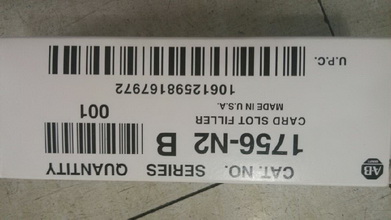 AB
CAT. NO. SERIES QUANTITY
1756-N2 B 001
CARD SLOT FILLER
MADE IN U.S.A.
10612598167972
U.P.C.